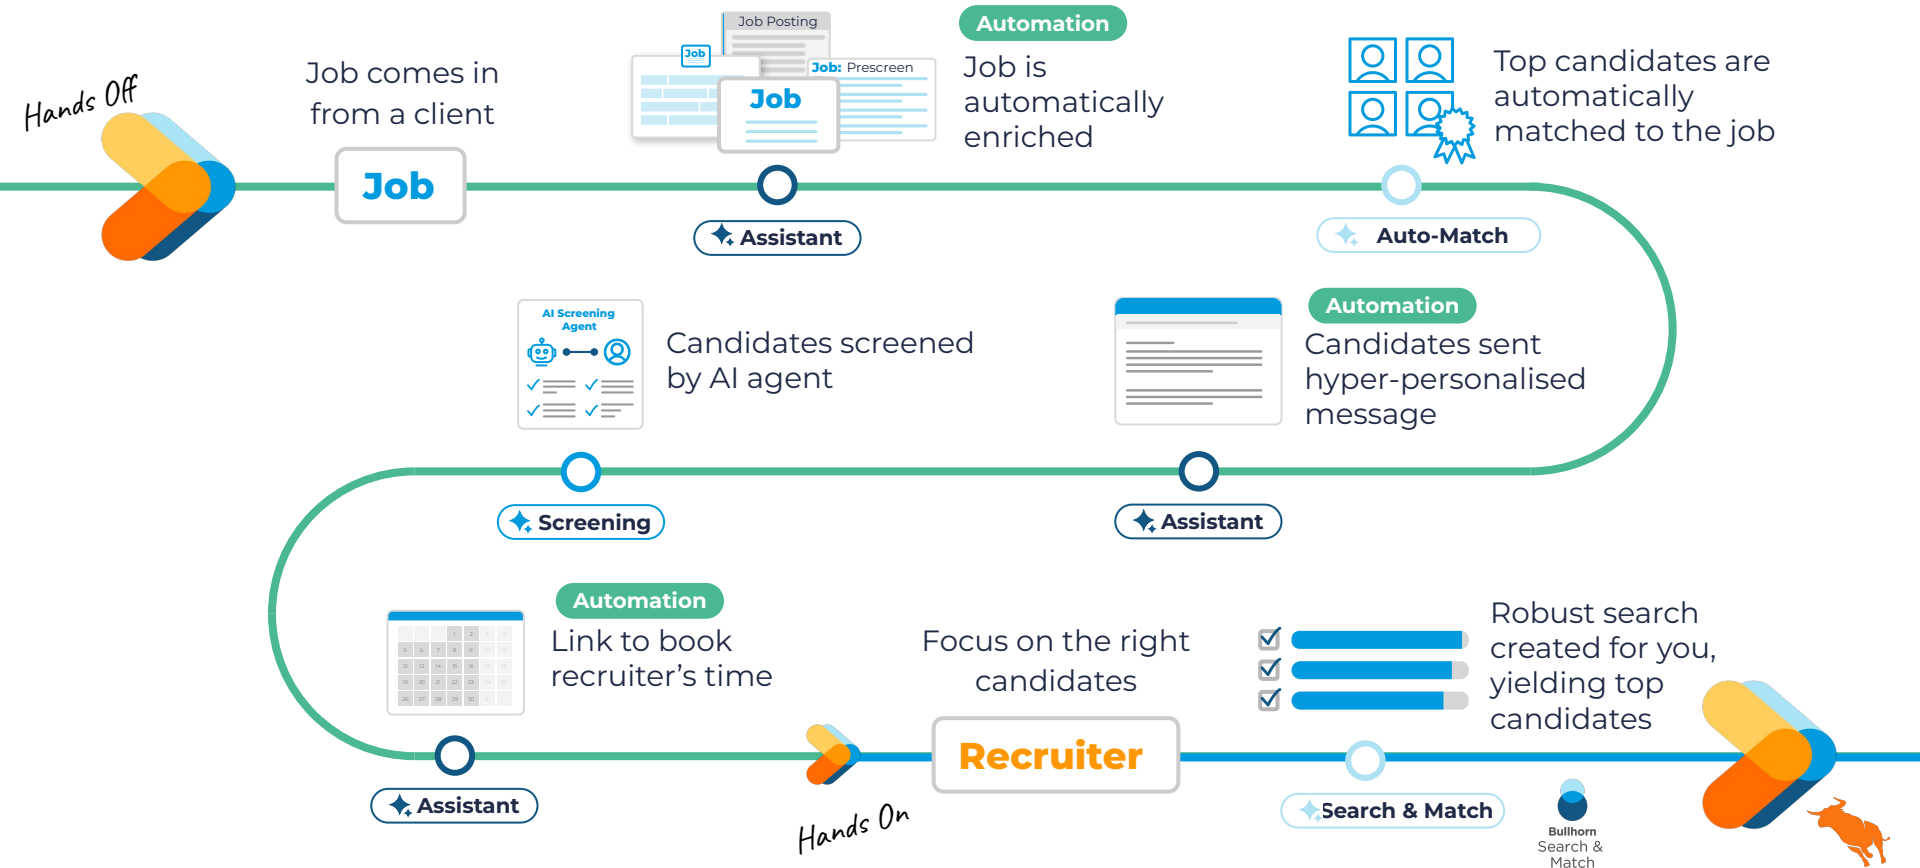 Hands Off
Job comes in
from a client
Job
Job Posting
Job
Job: Prescreen
Job
Automation
Job is
automatically
enriched
Assistant
Top candidates are
automatically
matched to the job
Auto-Match
AI Screening
Agent
Candidates screened
by AI agent
Screening
Automation
Candidates sent
hyper-personalised
message
Assistant
Automation
Link to book
recruiter’s time
Assistant
Hands On
Focus on the right
candidates
Recruiter
Robust search
created for you,
yielding top
candidates
Search & Match
Bullhorn
Search &
Match